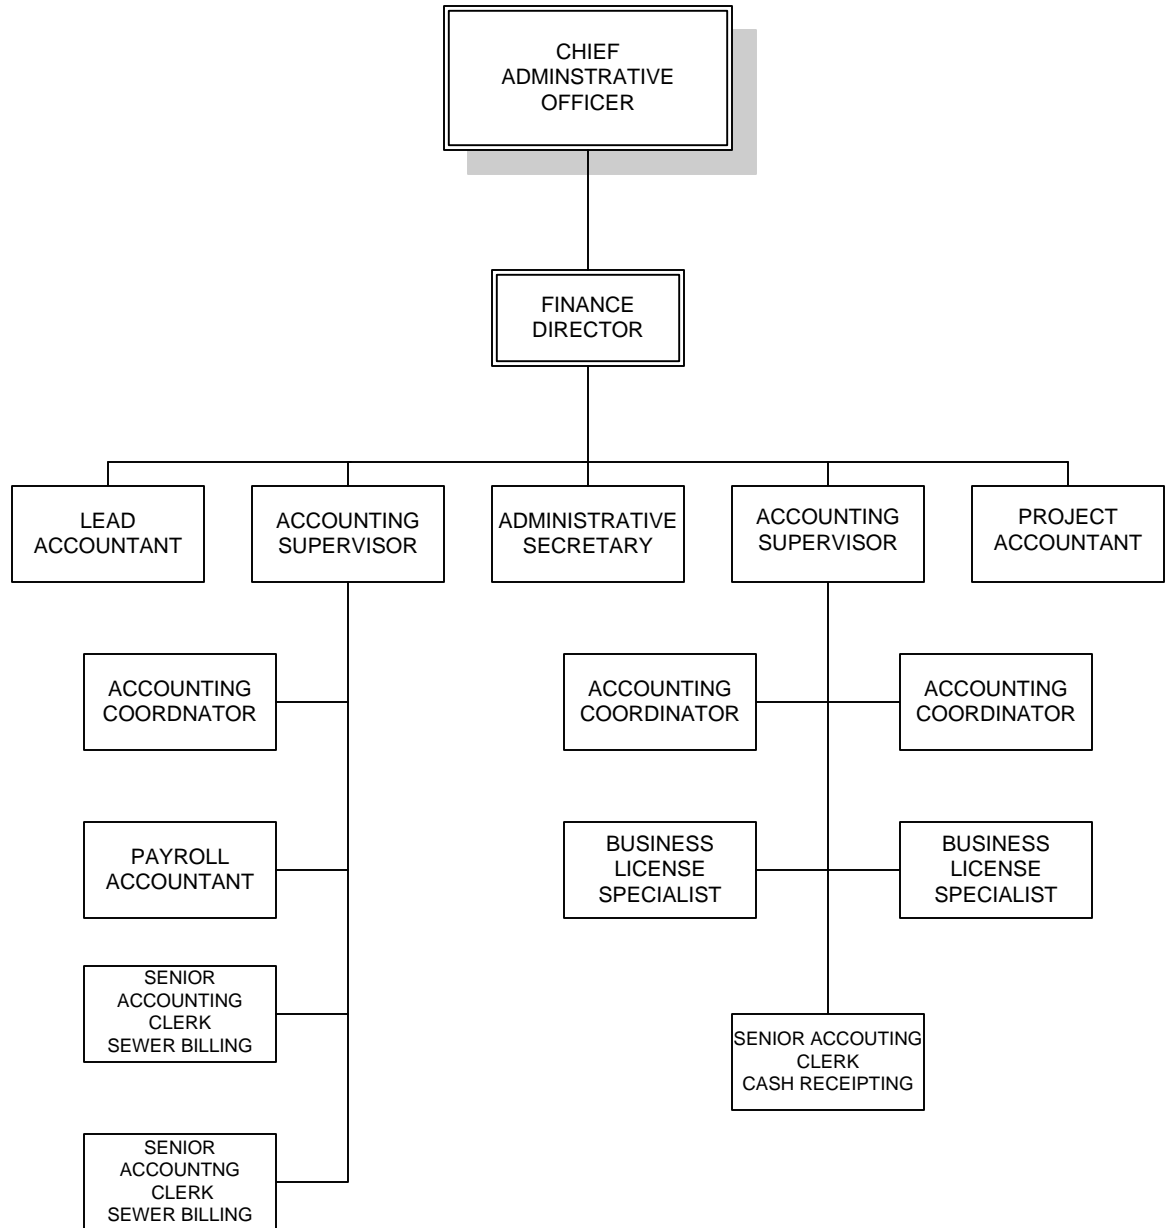 CHIEF
ADMINSTRATIVE
OFFICER
FINANCE
DIRECTOR
LEAD
ACCOUNTANT
ACCOUNTING
SUPERVISOR
ADMINISTRATIVE
SECRETARY
ACCOUNTING
SUPERVISOR
PROJECT
ACCOUNTANT
ACCOUNTING
COORDNATOR
ACCOUNTING
COORDINATOR
ACCOUNTING
COORDINATOR
PAYROLL
ACCOUNTANT
BUSINESS
LICENSE
SPECIALIST
BUSINESS
LICENSE
SPECIALIST
SENIOR
ACCOUNTING
CLERK
SEWER BILLING
SENIOR ACCOUTING
CLERK
CASH RECEIPTING
SENIOR
ACCOUNTNG
CLERK
SEWER BILLING